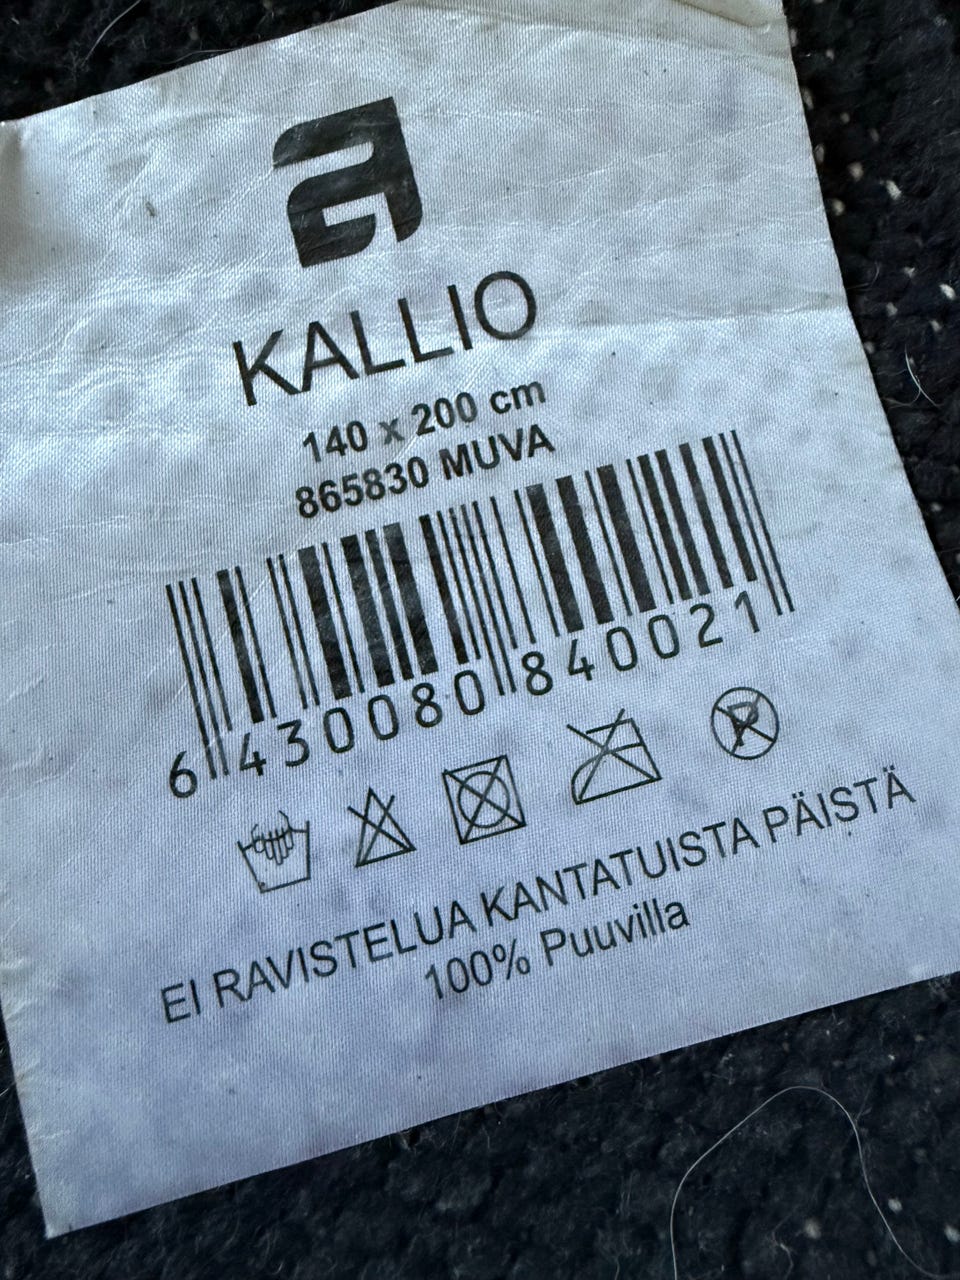 a
KALLIO
140 x 200 cm
865830 MUVA
6 430080 840021
P
EI RAVISTELUA KANTATUISTA PÄISTÄ
100% Puuvilla